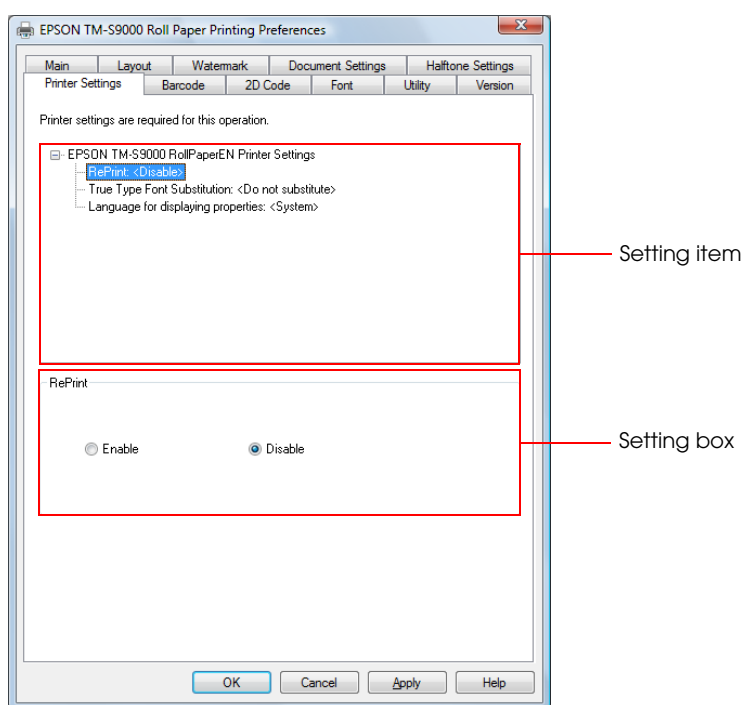 EPSON TM-S9000 Roll Paper Printing Preferences
Main Layout Watermark Document Settings Halftone Settings
Printer Settings Barcode 2D Code Font Utility Version
Printer settings are required for this operation.
EPSON TM-S9000 RollPaperEN Printer Settings
RePrint: <Disable>
True Type Font Substitution: <Do not substitute>
Language for displaying properties: <System>
Setting item
RePrint
Enable Disable
Setting box
OK Cancel Apply Help